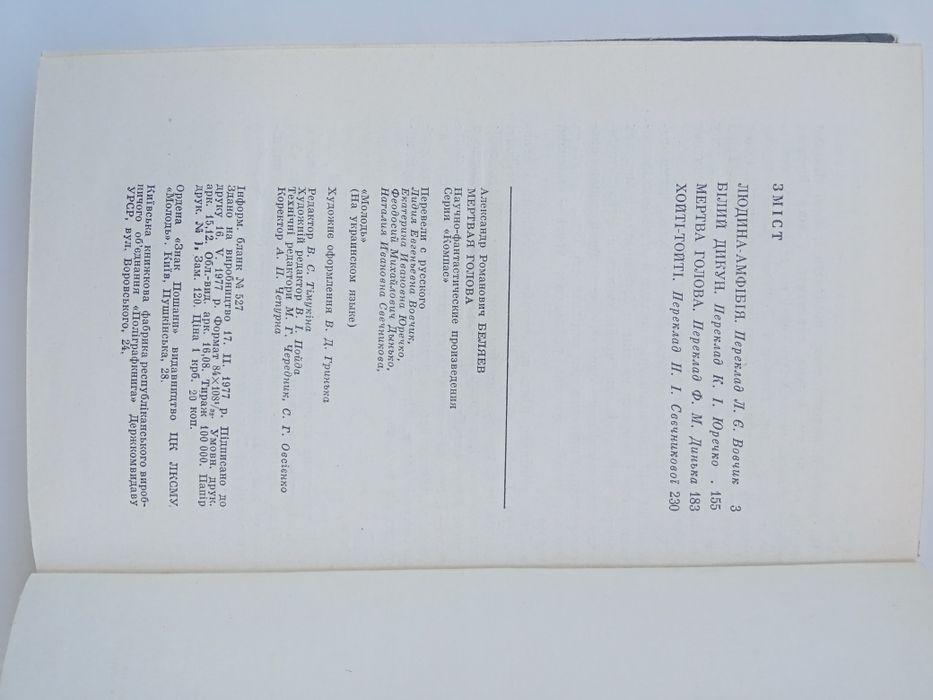 ЗМІСТ
ЛЮДИНА-АМФІБІЯ. Переклад Л. Є. Вовчик 3
БІЛИЙ ДИКУН. Переклад К. І. Юречко . 155
МЕРТВА ГОЛОВА. Переклад Ф. М. Динька 183
ХОЙТІ-ТОЙТІ. Переклад Н. І. Свєчникової 230
Александр Романович БЕЛЯЕВ
МЕРТВАЯ ГОЛОВА
Научно-фантастические произведения
Серия «Компас»
Перевели с русского
Лидия Евгеньевна Вовчик,
Екатерина Ивановна Юречко,
Феодосий Михайлович Дынько,
Наталия Ивановна Свечникова,
«Молодь»
(На украинском языке)
Художнє оформлення В. Д. Гринька
Редактор В. С. Тімукіна
Художній редактор В. І. Пойда
Технічні редактори М. Г. Чередник, С. Г. Овсієнко
Коректор А. П. Чепурна
Інформ. бланк № 527
Здано на виробництво 17. II. 1977 р. Підписано до
друку 16. V. 1977 р. Формат 84×108¹/₃₂. Умовн. друк.
арк. 15,12. Обл.-вид. арк. 16,08. Тираж 100 000. Папір
друк. № 1, Зам. 120. Ціна 1 крб. 20 коп.
Ордена «Знак Пошани» видавництво ЦК ЛКСМУ
«Молодь», Київ, Пушкінська, 28.
Київська книжкова фабрика республіканського вироб-
ничого об'єднання «Поліграфкнига» Держкомвидаву
УРСР, вул. Воровського, 24.